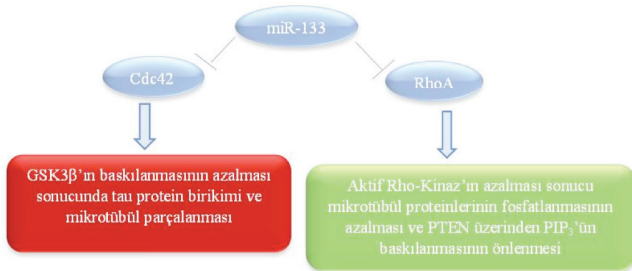 miR-133
Cdc42
RhoA
GSK3β’ın baskılanmasının azalması
sonucunda tau protein birikimi ve
mikrotübül parçalanması
Aktif Rho-Kinaz’ın azalması sonucu
mikrotübül proteinlerinin fosfatlanmasının
azalması ve PTEN üzerinden PIP₃’ün
baskılanmasının önlenmesi